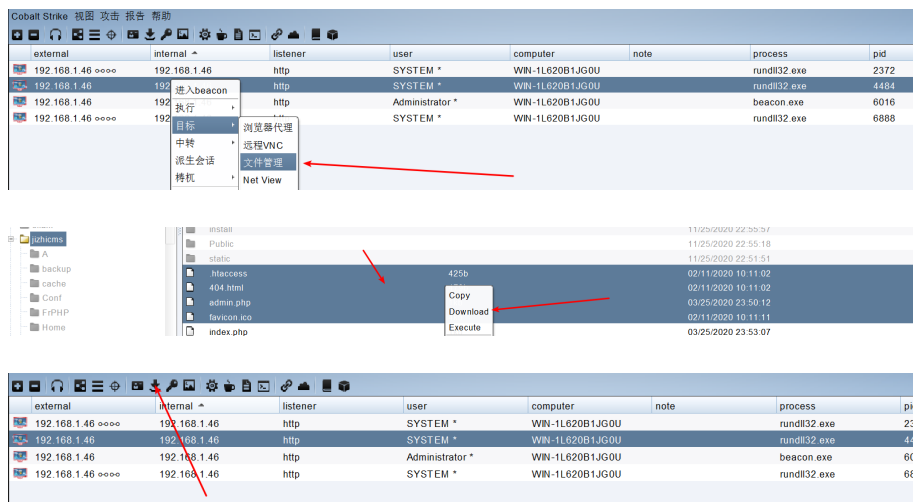 Cobalt Strike 视图 攻击 报告 帮助
external internal listener user computer note process pid
192.168.1.46 192.168.1.46 http SYSTEM * WIN-1L620B1JG0U rundll32.exe 2372
192.168.1.46 192 SYSTEM * WIN-1L620B1JG0U rundll32.exe 4484
192.168.1.46 192 http Administrator * WIN-1L620B1JG0U beacon.exe 6016
192.168.1.46 192 SYSTEM * WIN-1L620B1JG0U rundll32.exe 6888
进入beacon
执行
目标
中转
派生会话
浏览器代理
远程VNC
文件管理
Net View
jizhicms
A
backup
cache
Conf
FrPHP
Home
install 11/25/2020 22:55:57
Public 11/25/2020 22:55:18
static 11/25/2020 22:51:51
.htaccess 425b 02/11/2020 10:11:02
404.html 02/11/2020 10:11:02
admin.php 03/25/2020 23:50:12
favicon.ico 02/11/2020 10:11:11
index.php 03/25/2020 23:53:07
Copy
Download
Execute
external internal listener user computer note process pi
192.168.1.46 192.168.1.46 http SYSTEM * WIN-1L620B1JG0U rundll32.exe 23
192.168.1.46 192.168.1.46 http SYSTEM * WIN-1L620B1JG0U rundll32.exe 44
192.168.1.46 192.168.1.46 http Administrator * WIN-1L620B1JG0U beacon.exe 60
192.168.1.46 192.168.1.46 http SYSTEM * WIN-1L620B1JG0U rundll32.exe 68